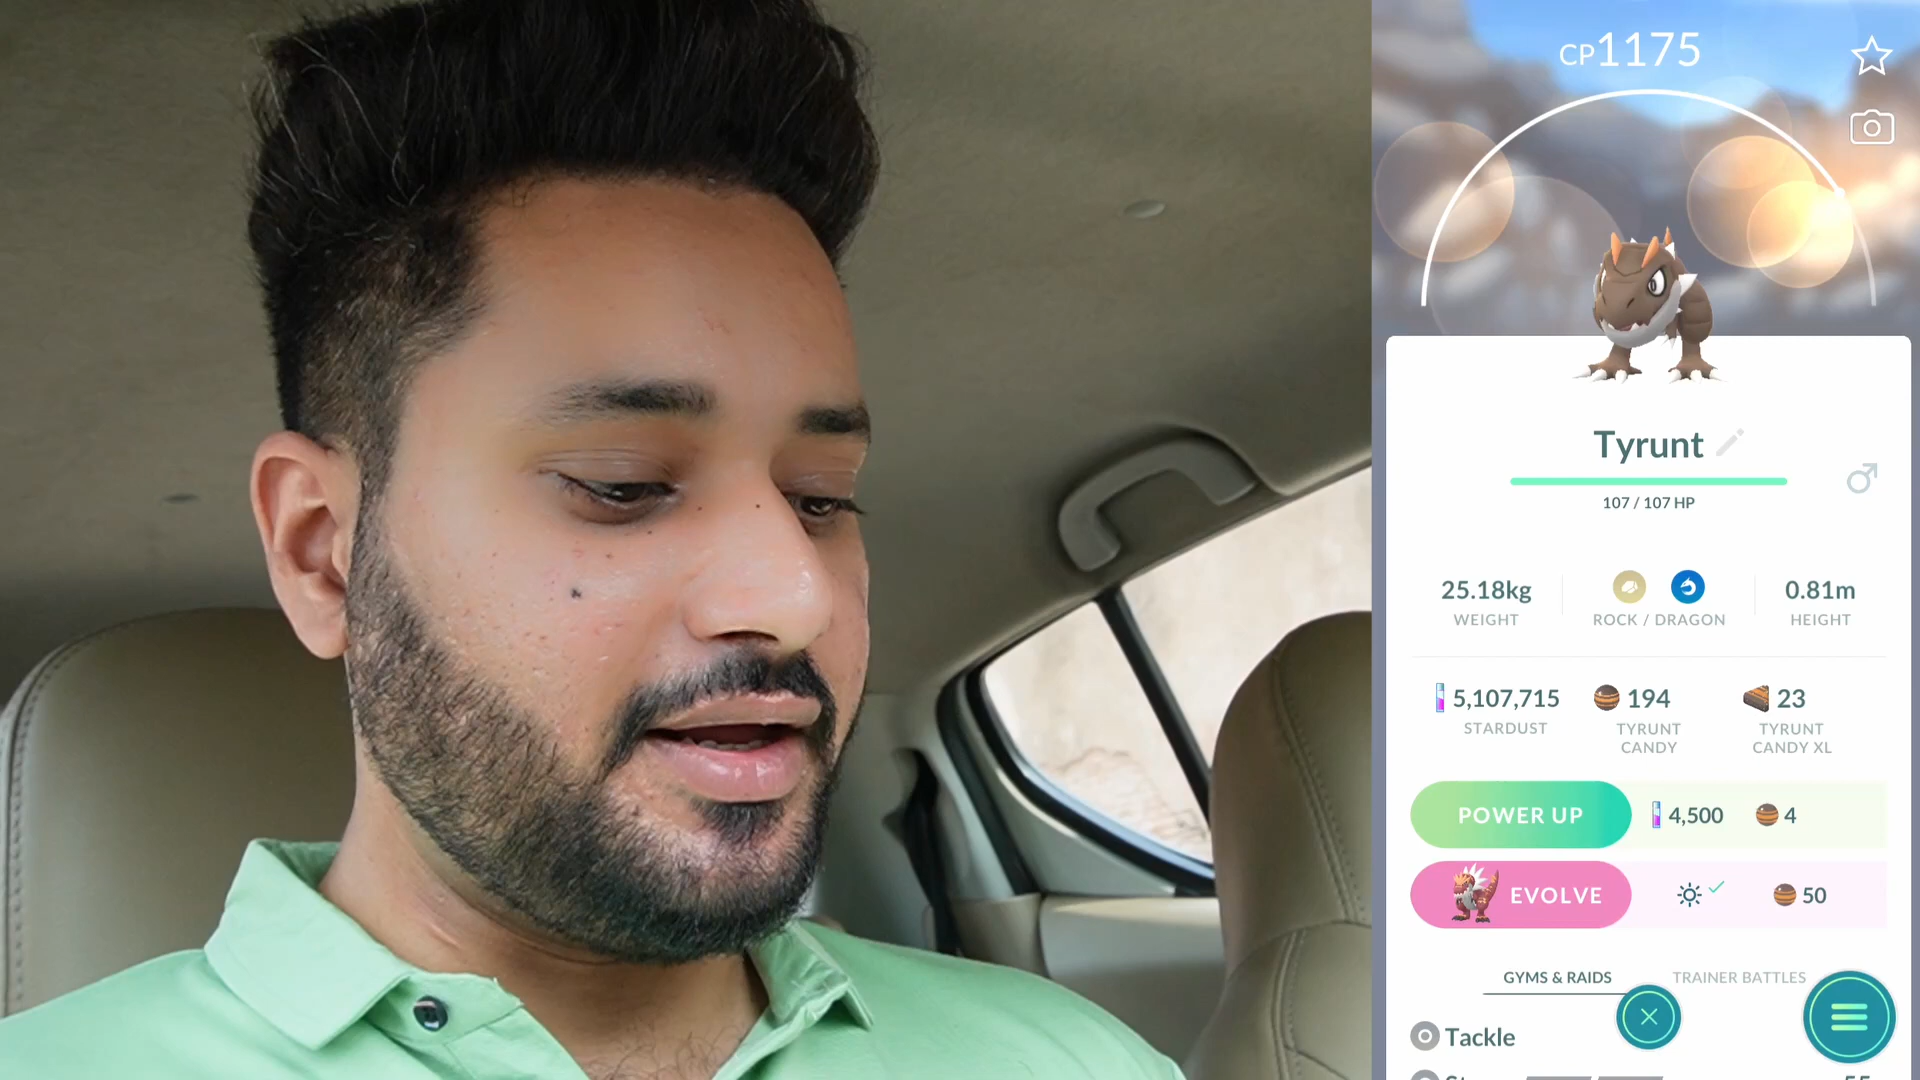 CP1175
Tyrunt
107 / 107 HP
25.18kg
WEIGHT
ROCK / DRAGON
0.81m
HEIGHT
5,107,715
STARDUST
194
TYRUNT
CANDY
23
TYRUNT
CANDY XL
POWER UP
4,500
4
EVOLVE
50
GYMS & RAIDS
TRAINER BATTLES
Tackle